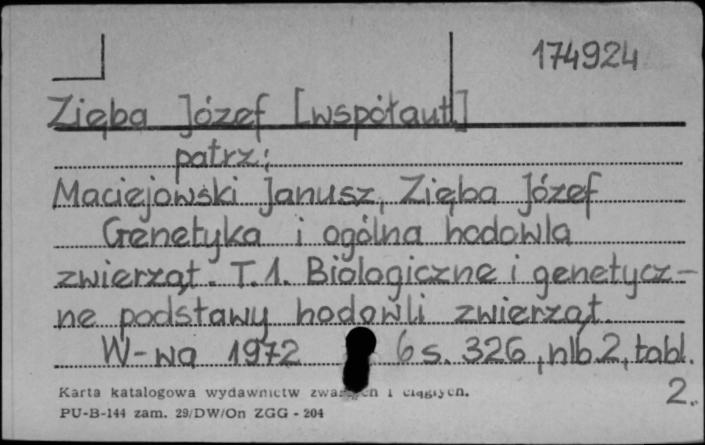 174924
Zięba Józef [współaut.]
patrz:
Maciejowski Janusz, Zięba Józef
Genetyka i ogólna hodowla
zwierząt. T.1. Biologiczne i genetycz-
ne podstawy hodowli zwierząt.
W-wa 1972 6 s. 326, nlb.2, tabl.
2.
Karta katalogowa wydawnictw i ciągłych.
PU-B-144 zam. 29/DW/On ZGG - 204